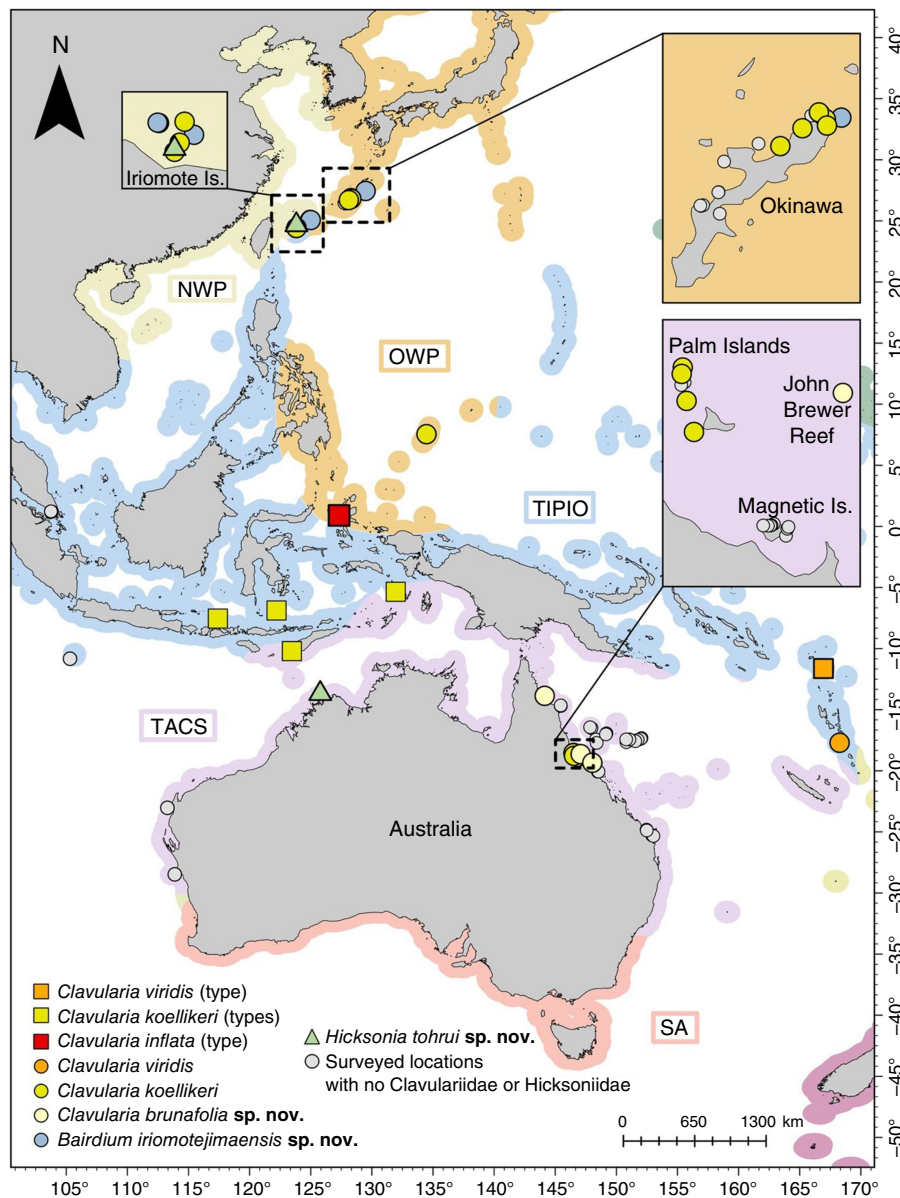 N
Iriomote Is.
Okinawa
NWP
OWP
Palm Islands
John
Brewer
Reef
Magnetic Is.
TIPIO
TACS
Australia
SA
Clavularia viridis (type)
Clavularia koellikeri (types)
Clavularia inflata (type)
Clavularia viridis
Clavularia koellikeri
Clavularia brunafolia sp. nov.
Bairdium iriomotejimaensis sp. nov.
Hicksonia tohrui sp. nov.
Surveyed locations
with no Clavulariidae or Hicksoniidae
0 650 1300 km
40°
35°
30°
25°
20°
15°
10°
5°
0°
−5°
−10°
−15°
−20°
−25°
−30°
−35°
−40°
−45°
−50°
105° 110° 115° 120° 125° 130° 135° 140° 145° 150° 155° 160° 165° 170°